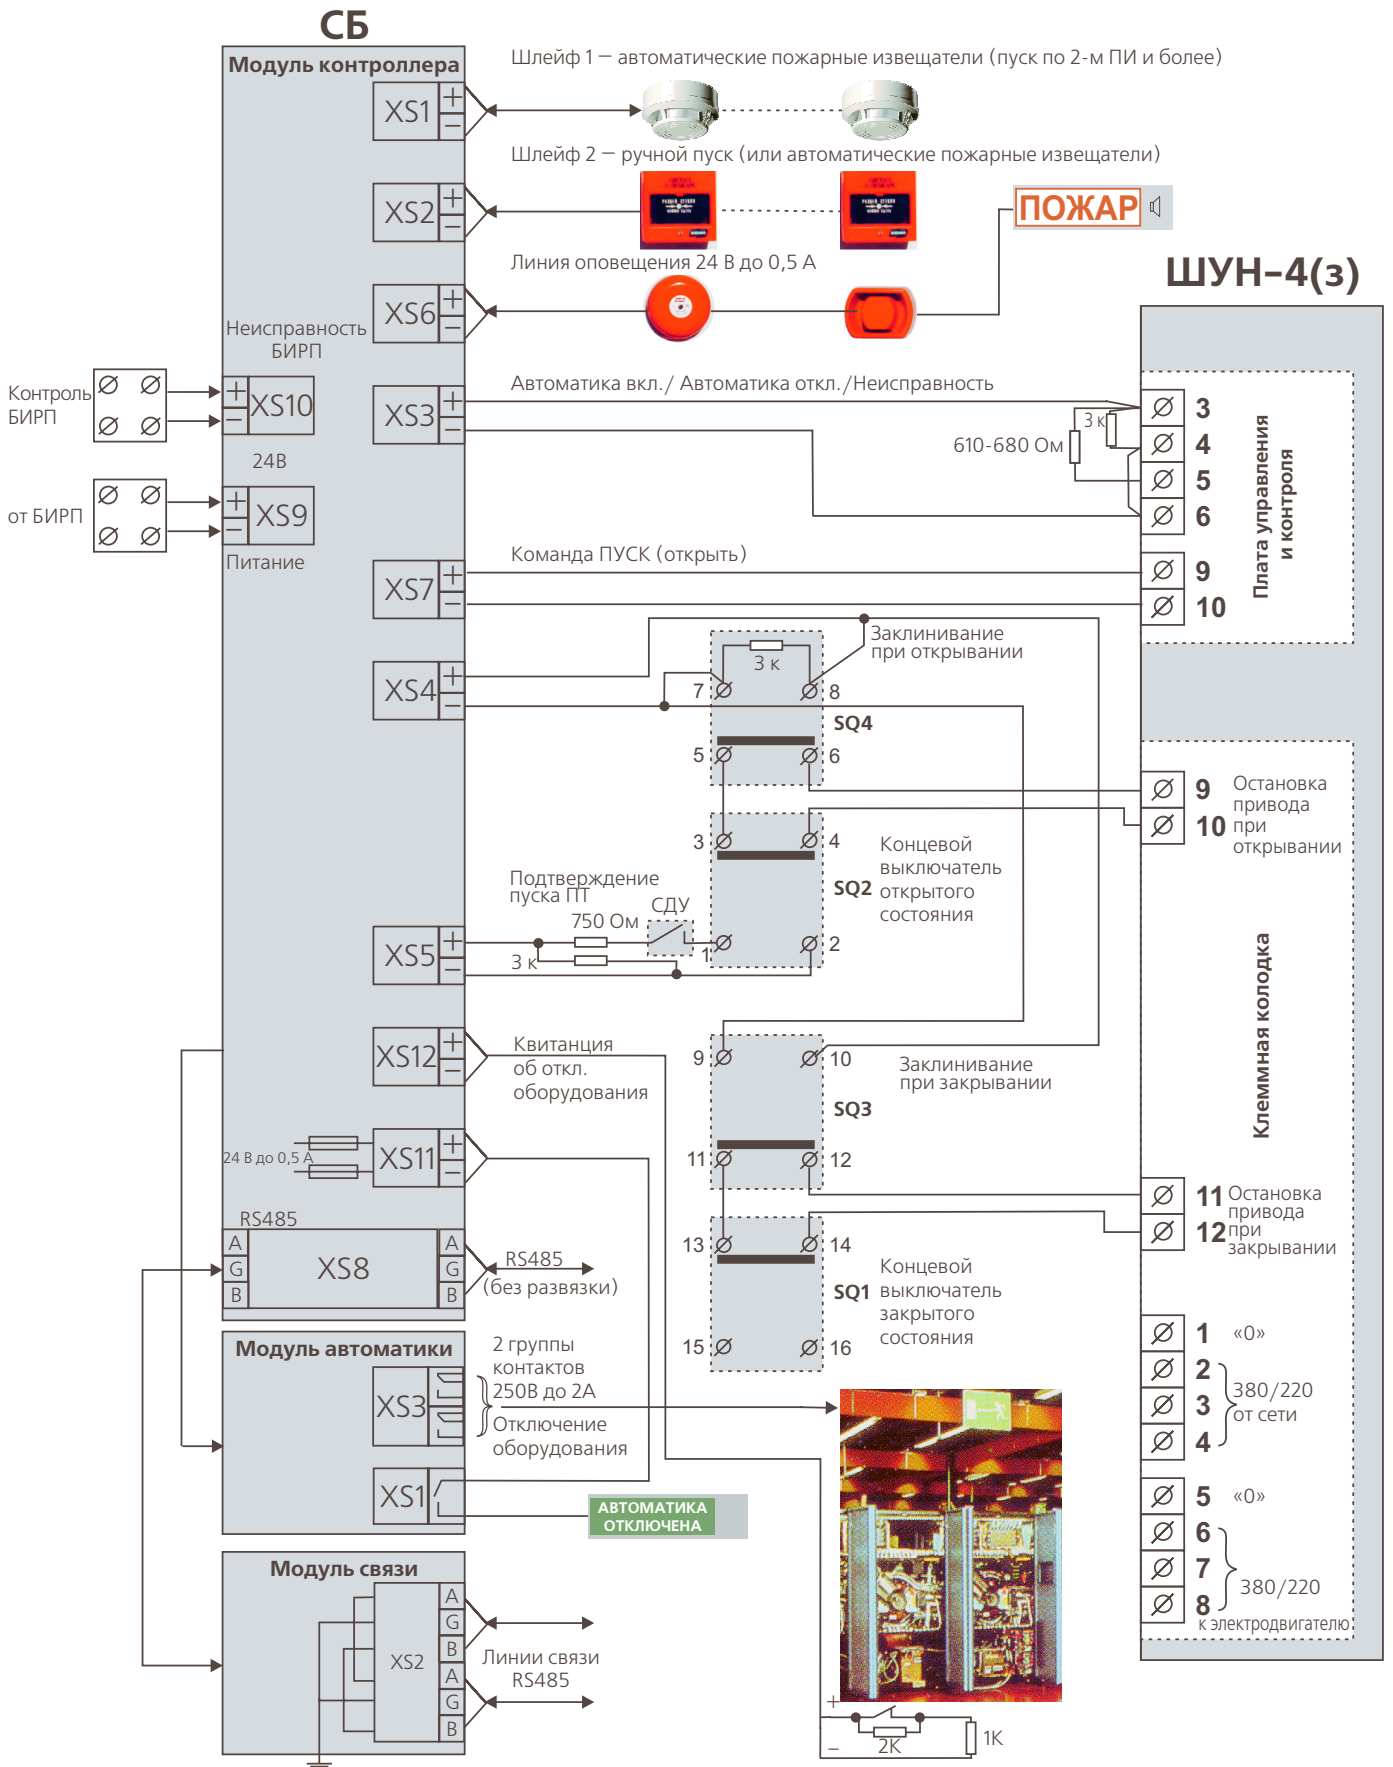 СБ
Модуль контроллера
XS1
+
−
Шлейф 1 — автоматические пожарные извещатели (пуск по 2-м ПИ и более)
XS2
+
−
Шлейф 2 — ручной пуск (или автоматические пожарные извещатели)
ПОЖАР
XS6
+
−
Линия оповещения 24 В до 0,5 А
ШУН-4(з)
Неисправность
БИРП
Контроль
БИРП
+
−
XS10
24В
от БИРП
+
−
XS9
Питание
XS3
+
−
Автоматика вкл./ Автоматика откл./Неисправность
610-680 Ом
3 к
3
4
5
6
9
10
Плата управления
и контроля
XS7
+
−
Команда ПУСК (открыть)
XS4
+
−
Заклинивание
при открывании
3 к
7
8
SQ4
5
6
9
10
Остановка
привода
при
открывании
3
4
SQ2
Концевой
выключатель
открытого
состояния
1
2
XS5
+
−
Подтверждение
пуска ПТ
750 Ом
СДУ
3 к
Клеммная колодка
XS12
+
−
Квитанция
об откл.
оборудования
9
10
SQ3
Заклинивание
при закрывании
11
12
24 В до 0,5 А
XS11
+
−
11
12
Остановка
привода
при
закрывании
13
14
SQ1
Концевой
выключатель
закрытого
состояния
15
16
RS485
A
G
B
XS8
A
G
B
RS485
(без развязки)
1 «0»
2
3
4
380/220
от сети
5 «0»
6
7
8
380/220
к электродвигателю
Модуль автоматики
XS3
2 группы
контактов
250В до 2А
Отключение
оборудования
XS1
АВТОМАТИКА
ОТКЛЮЧЕНА
Модуль связи
XS2
A
G
B
A
G
B
Линии связи
RS485
+
−
2К
1К